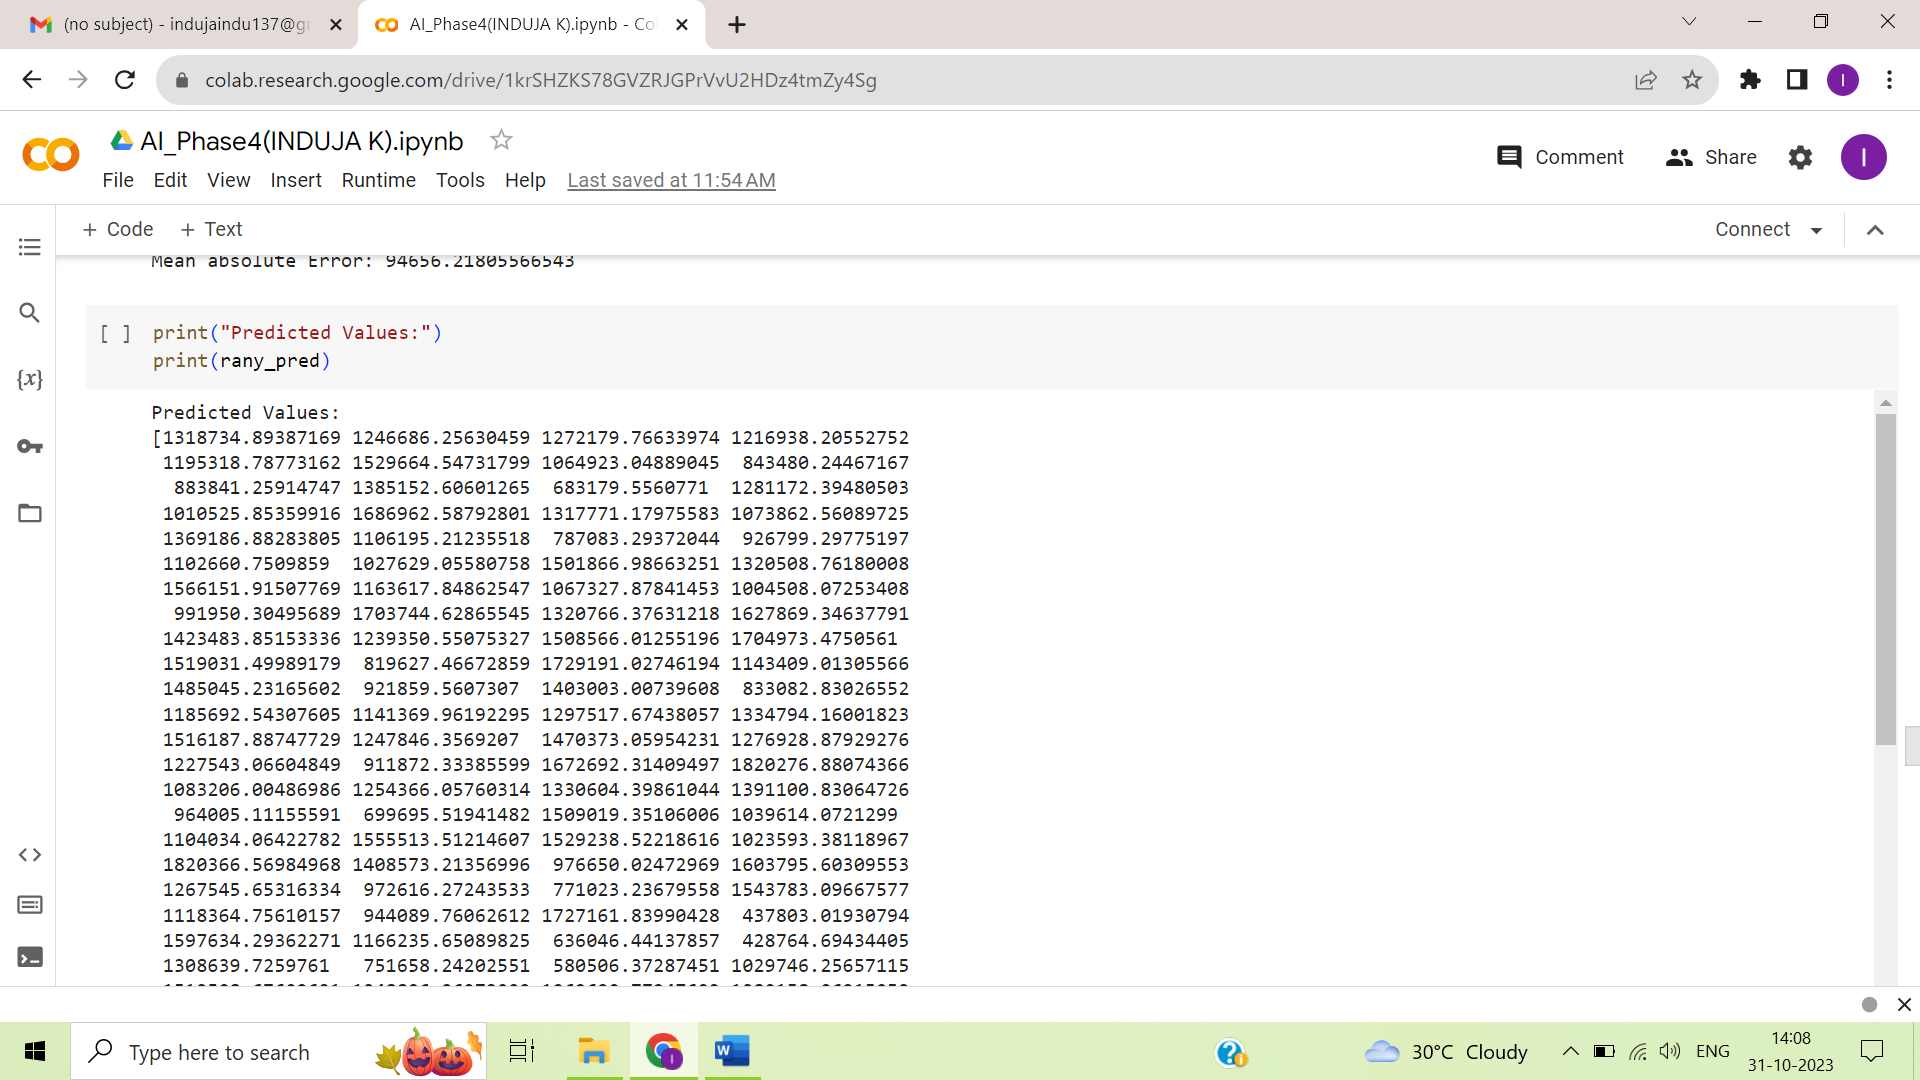 (no subject) - indujaindu137@g
AI_Phase4(INDUJA K).ipynb - Co
colab.research.google.com/drive/1krSHZKS78GVZRJGPrVvU2HDz4tmZy4Sg
I
CO
AI_Phase4(INDUJA K).ipynb
Comment
Share
I
File Edit View Insert Runtime Tools Help Last saved at 11:54 AM
+ Code + Text
Connect
Mean absolute Error: 94656.21805566543
[ ] print("Predicted Values:")
print(rany_pred)
{x}
Predicted Values:
[1318734.89387169 1246686.25630459 1272179.76633974 1216938.20552752
1195318.78773162 1529664.54731799 1064923.04889045 843480.24467167
883841.25914747 1385152.60601265 683179.5560771 1281172.39480503
1010525.85359916 1686962.58792801 1317771.17975583 1073862.56089725
1369186.88283805 1106195.21235518 787083.29372044 926799.29775197
1102660.7509859 1027629.05580758 1501866.98663251 1320508.76180008
1566151.91507769 1163617.84862547 1067327.87841453 1004508.07253408
991950.30495689 1703744.62865545 1320766.37631218 1627869.34637791
1423483.85153336 1239350.55075327 1508566.01255196 1704973.4750561
1519031.49989179 819627.46672859 1729191.02746194 1143409.01305566
1485045.23165602 921859.5607307 1403003.00739608 833082.83026552
1185692.54307605 1141369.96192295 1297517.67438057 1334794.16001823
1516187.88747729 1247846.3569207 1470373.05954231 1276928.87929276
1227543.06604849 911872.33385599 1672692.31409497 1820276.88074366
1083206.00486986 1254366.05760314 1330604.39861044 1391100.83064726
964005.11155591 699695.51941482 1509019.35106006 1039614.0721299
1104034.06422782 1555513.51214607 1529238.52218616 1023593.38118967
1820366.56984968 1408573.21356996 976650.02472969 1603795.60309553
1267545.65316334 972616.27243533 771023.23679558 1543783.09667577
1118364.75610157 944089.76062612 1727161.83990428 437803.01930794
1597634.29362271 1166235.65089825 636046.44137857 428764.69434405
1308639.7259761 751658.24202551 580506.37287451 1029746.25657115
Type here to search
30°C Cloudy
ENG
14:08
31-10-2023